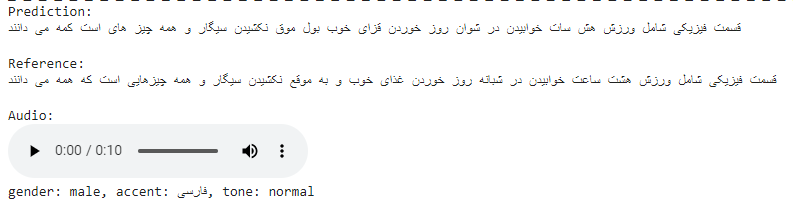 Prediction:
قسمت فیزیکی شامل ورزش هش سات خوابیدن در شوان روز خوردن قزای خوب بول موق نکشیدن سیگار و همه چیز های است کمه می دانند
Reference:
قسمت فیزیکی شامل ورزش هشت ساعت خوابیدن در شبانه روز خوردن غذای خوب و به موقع نکشیدن سیگار و همه چیزهایی است که همه می دانند
Audio:
0:00 / 0:10
gender: male, accent: فارسی, tone: normal